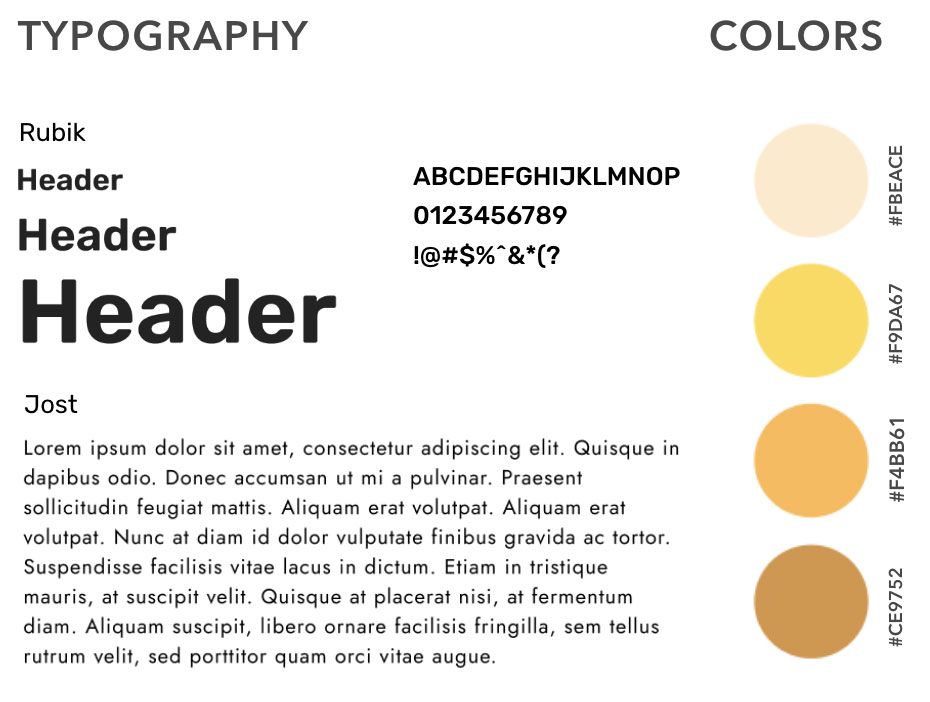 TYPOGRAPHY
COLORS
Rubik
Header
Header
Header
ABCDEFGHIJKLMNOP
0123456789
!@#$%^&*(?
Jost
Lorem ipsum dolor sit amet, consectetur adipiscing elit. Quisque in
dapibus odio. Donec accumsan ut mi a pulvinar. Praesent
sollicitudin feugiat mattis. Aliquam erat volutpat. Aliquam erat
volutpat. Nunc at diam id dolor vulputate finibus gravida ac tortor.
Suspendisse facilisis vitae lacus in dictum. Etiam in tristique
mauris, at suscipit velit. Quisque at placerat nisi, at fermentum
diam. Aliquam suscipit, libero ornare facilisis fringilla, sem tellus
rutrum velit, sed porttitor quam orci vitae augue.
#FBEACE
#F9DA67
#F4BB61
#CE9752